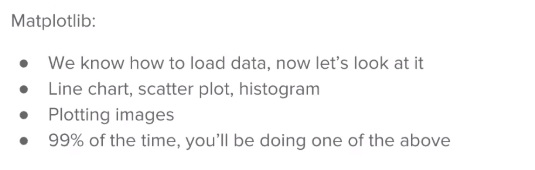 Matplotlib:
● We know how to load data, now let’s look at it
● Line chart, scatter plot, histogram
● Plotting images
● 99% of the time, you’ll be doing one of the above